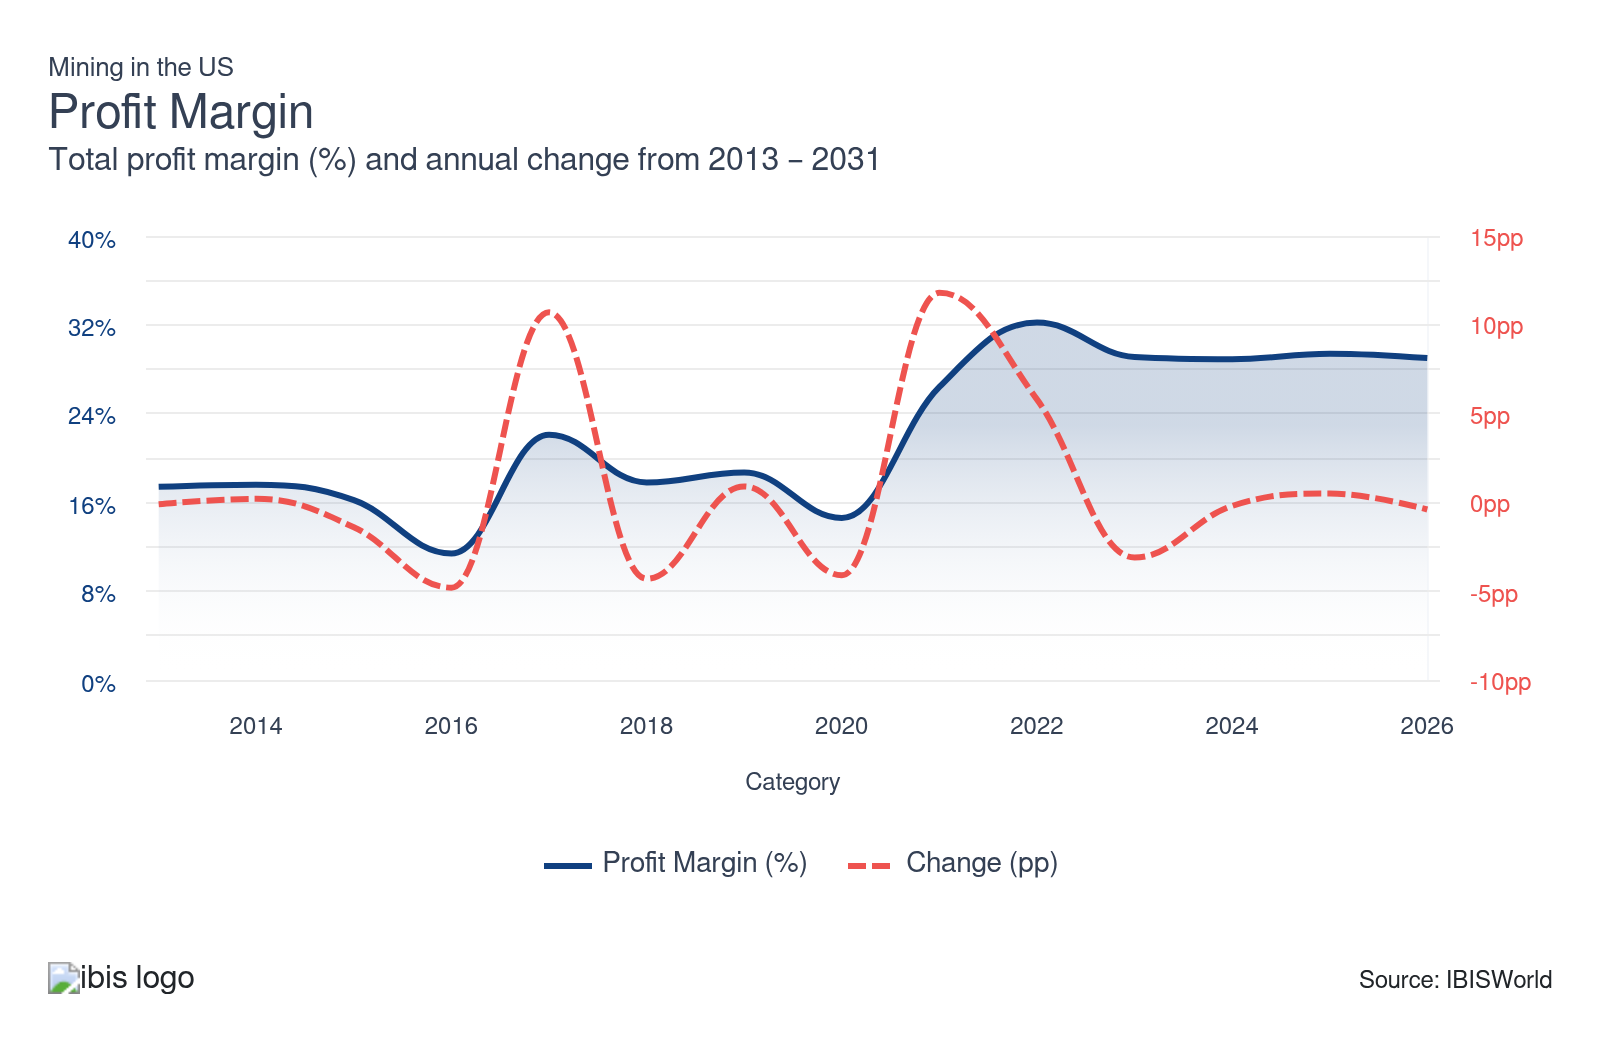 Mining in the US
Profit Margin
Total profit margin (%) and annual change from 2013 – 2031
40% 15pp
32% 10pp
24% 5pp
16% 0pp
8% -5pp
0% -10pp
2014 2016 2018 2020 2022 2024 2026
Category
Profit Margin (%) Change (pp)
ibis logo Source: IBISWorld